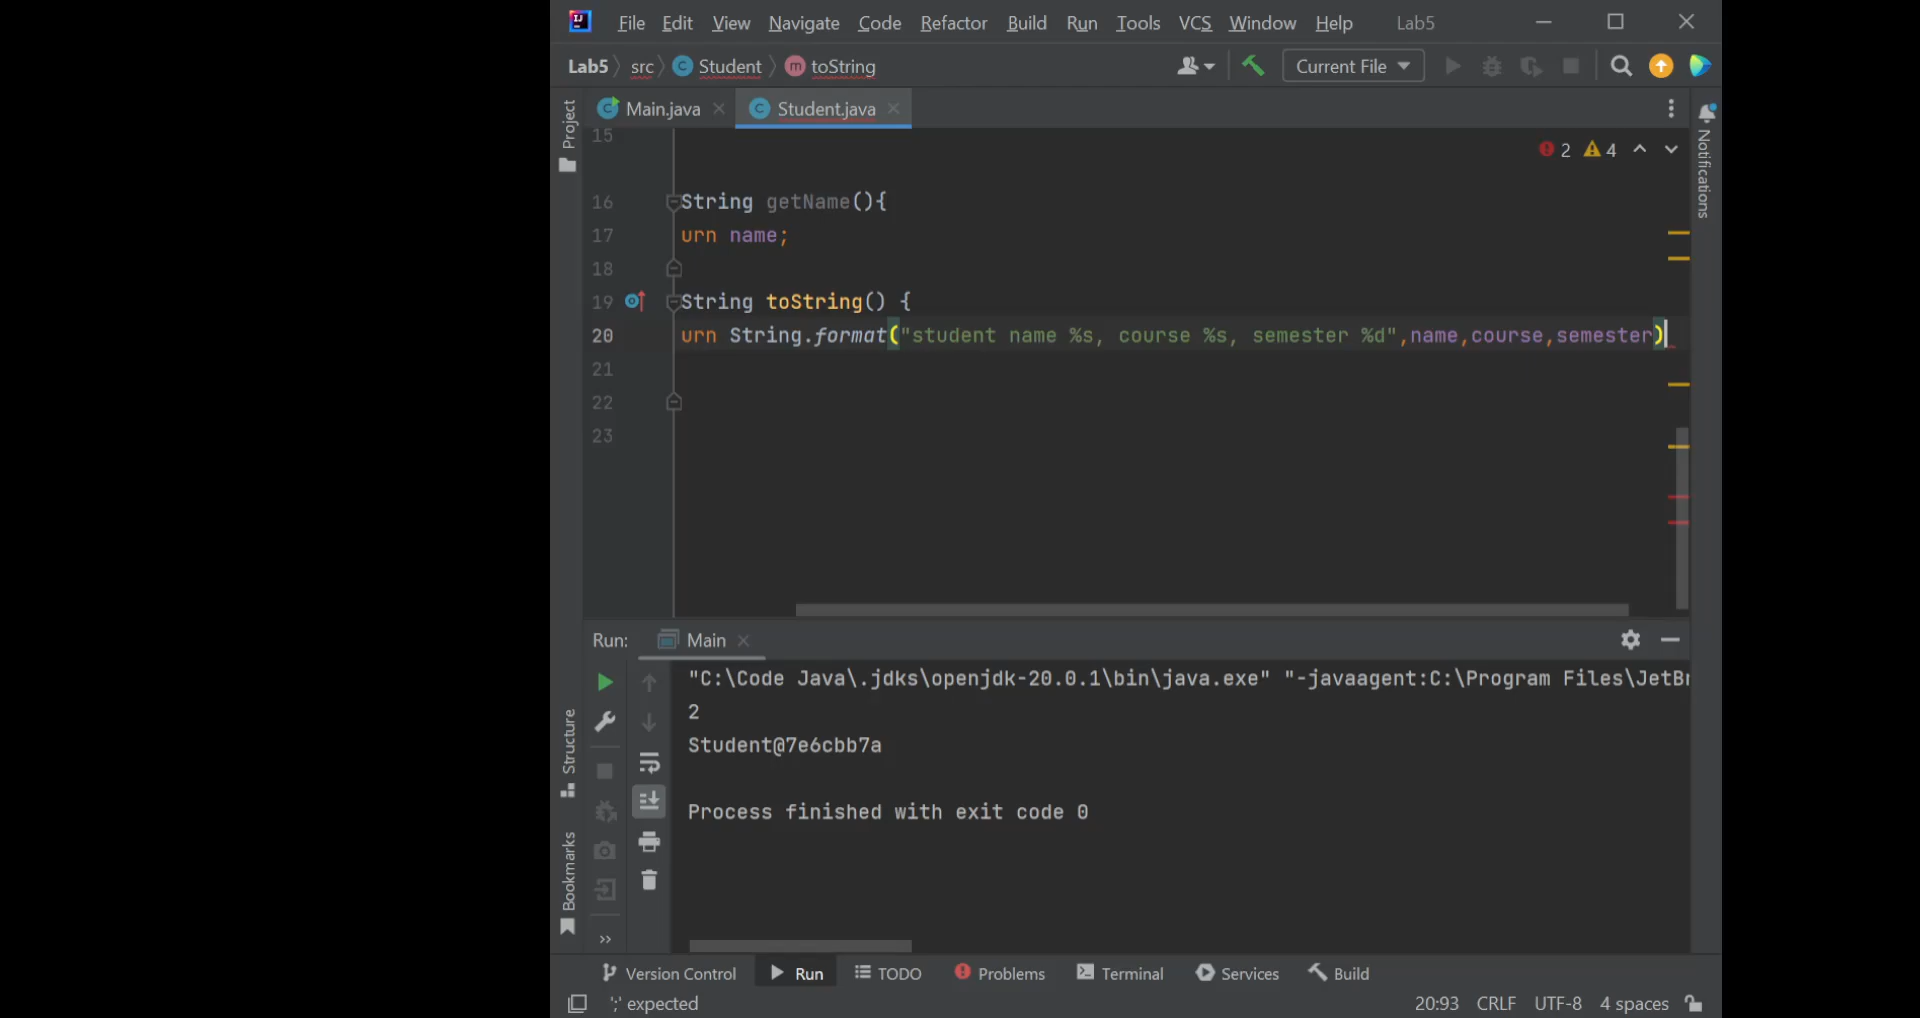 File Edit View Navigate Code Refactor Build Run Tools VCS Window Help Lab5
Lab5 src Student toString Current File
Main.java Student.java
Project
Notifications
15
2 4
16 String getName(){
17 urn name;
18
19 String toString() {
20 urn String.format("student name %s, course %s, semester %d",name,course,semester)
21
22
23
Run: Main
"C:\Code Java\.jdks\openjdk-20.0.1\bin\java.exe" "-javaagent:C:\Program Files\JetBr
2
Student@7e6cbb7a
Process finished with exit code 0
Structure
Bookmarks
Version Control Run TODO Problems Terminal Services Build
';' expected 20:93 CRLF UTF-8 4 spaces